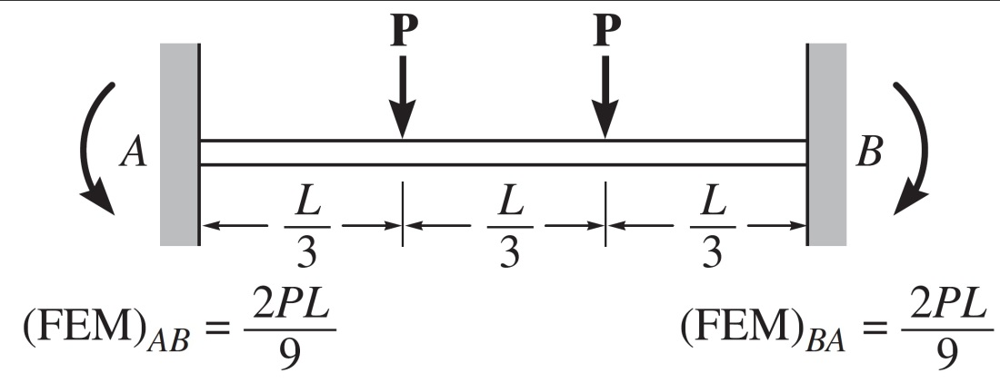 P P
A B
L/3 L/3 L/3
(FEM)_{AB} = 2PL/9 (FEM)_{BA} = 2PL/9